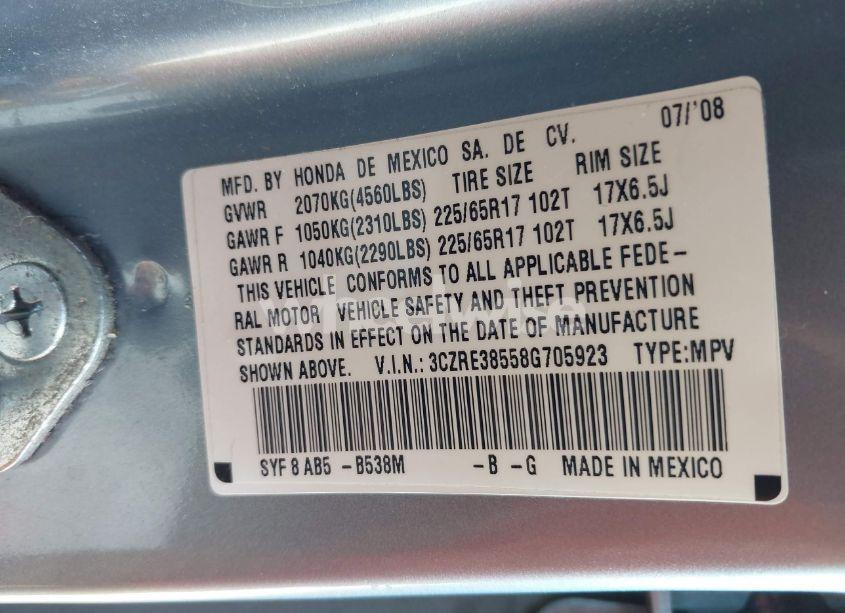 07/'08
MFD. BY HONDA DE MEXICO SA. DE CV.
GVWR 2070KG(4560LBS) TIRE SIZE RIM SIZE
GAWR F 1050KG(2310LBS) 225/65R17 102T 17X6.5J
GAWR R 1040KG(2290LBS) 225/65R17 102T 17X6.5J
THIS VEHICLE CONFORMS TO ALL APPLICABLE FEDE-
RAL MOTOR VEHICLE SAFETY AND THEFT PREVENTION
STANDARDS IN EFFECT ON THE DATE OF MANUFACTURE
SHOWN ABOVE. V.I.N.: 3CZRE38558G705923 TYPE:MPV
SYF 8 AB5 -B538M -B -G MADE IN MEXICO
wheelwise